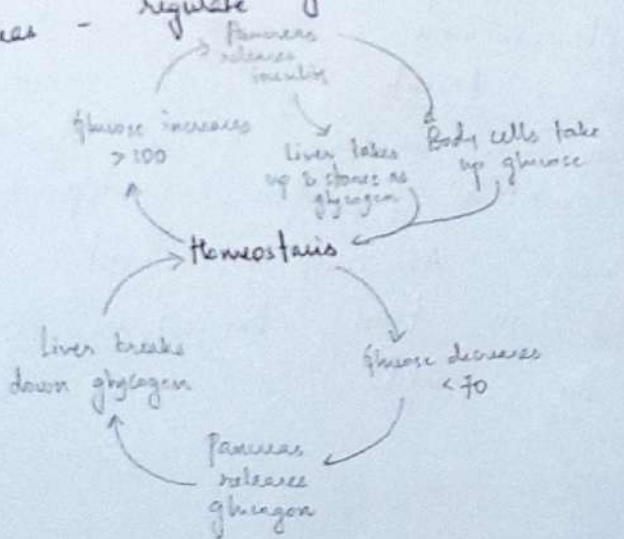 regulate
Pancreas
releases
insulin
Glucose increases
> 100
Liver takes
up & stores as
glycogen
Body cells take
up glucose
Homeostasis
Liver breaks
down glycogen
Glucose decreases
< 70
Pancreas
releases
glucagon